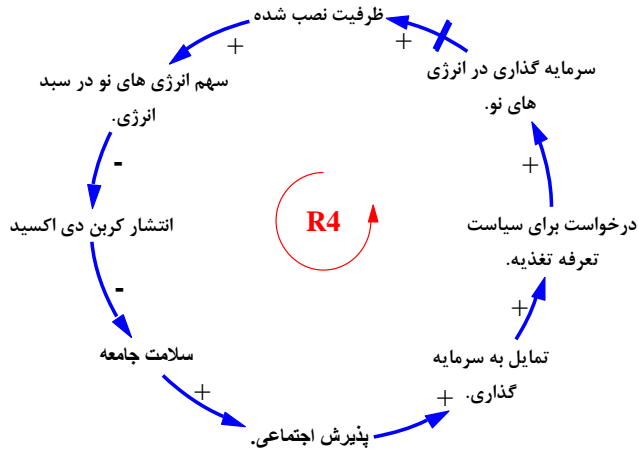 ظرفیت نصب شده
+
+
سرمایه گذاری در انرژی
های نو.
سهم انرژی های نو در سبد
انرژی.
+
-
انتشار کربن دی اکسید
R4
درخواست برای سیاست
تعرفه تغذیه.
-
+
سلامت جامعه
تمایل به سرمایه
گذاری.
+
+
پذیرش اجتماعی.